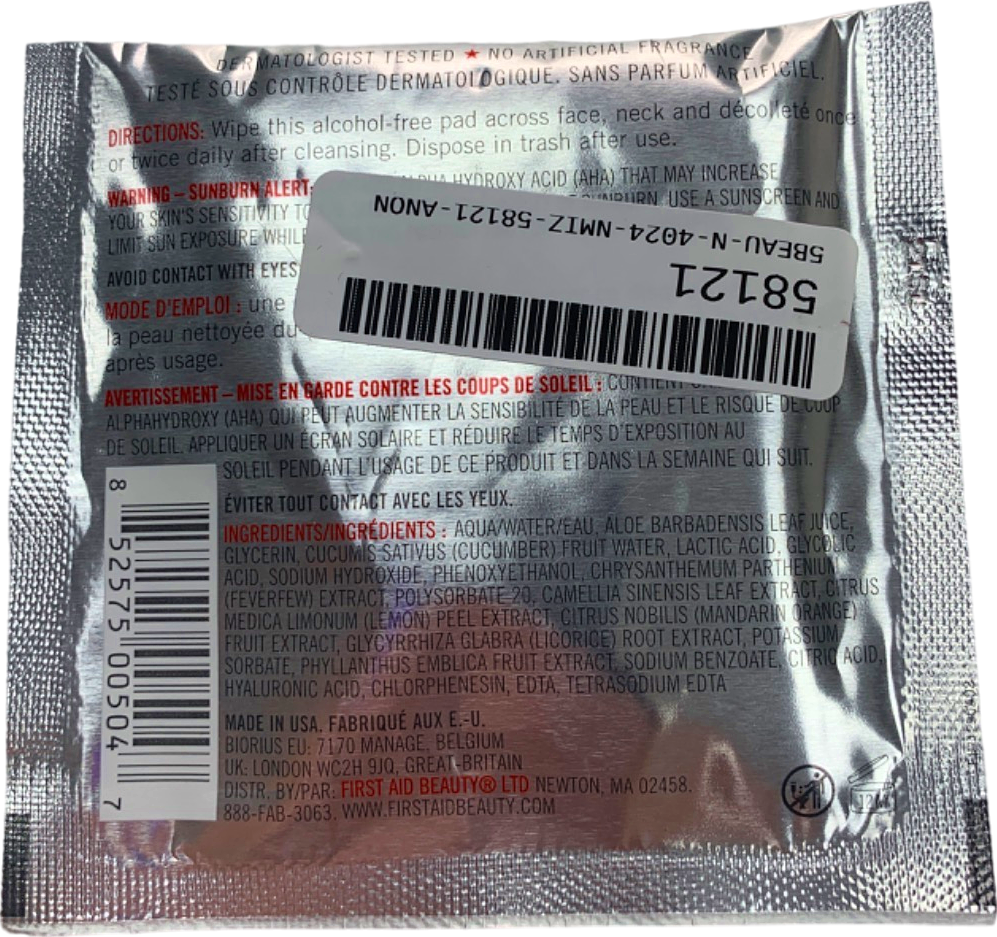 DERMATOLOGIST TESTED ★ NO ARTIFICIAL FRAGRANCE
TESTÉ SOUS CONTRÔLE DERMATOLOGIQUE. SANS PARFUM ARTIFICIEL.
DIRECTIONS: Wipe this alcohol-free pad across face, neck and décolleté once
or twice daily after cleansing. Dispose in trash after use.
WARNING – SUNBURN ALERT: HYDROXY ACID (AHA) THAT MAY INCREASE
YOUR SKIN'S SENSITIVITY TO SUNBURN. USE A SUNSCREEN AND
LIMIT SUN EXPOSURE WHILE
AVOID CONTACT WITH EYES
MODE D'EMPLOI : une
la peau nettoyée du
après usage.
5BEAU-N-4024-NMTZ-58121-ANON
58121
AVERTISSEMENT – MISE EN GARDE CONTRE LES COUPS DE SOLEIL : CONTIENT
ALPHAHYDROXY (AHA) QUI PEUT AUGMENTER LA SENSIBILITÉ DE LA PEAU ET LE RISQUE DE COUP
DE SOLEIL. APPLIQUER UN ÉCRAN SOLAIRE ET RÉDUIRE LE TEMPS D'EXPOSITION AU
SOLEIL PENDANT L'USAGE DE CE PRODUIT ET DANS LA SEMAINE QUI SUIT.
ÉVITER TOUT CONTACT AVEC LES YEUX.
INGREDIENTS/INGRÉDIENTS : AQUA/WATER/EAU, ALOE BARBADENSIS LEAF JUICE,
GLYCERIN, CUCUMIS SATIVUS (CUCUMBER) FRUIT WATER, LACTIC ACID, GLYCOLIC
ACID, SODIUM HYDROXIDE, PHENOXYETHANOL, CHRYSANTHEMUM PARTHENIUM
(FEVERFEW) EXTRACT, POLYSORBATE 20, CAMELLIA SINENSIS LEAF EXTRACT, CITRUS
MEDICA LIMONUM (LEMON) PEEL EXTRACT, CITRUS NOBILIS (MANDARIN ORANGE)
FRUIT EXTRACT, GLYCYRRHIZA GLABRA (LICORICE) ROOT EXTRACT, POTASSIUM
SORBATE, PHYLLANTHUS EMBLICA FRUIT EXTRACT, SODIUM BENZOATE, CITRIC ACID,
HYALURONIC ACID, CHLORPHENESIN, EDTA, TETRASODIUM EDTA
MADE IN USA. FABRIQUÉ AUX E.-U.
BIORIUS EU: 7170 MANAGE, BELGIUM
UK: LONDON WC2H 9JQ, GREAT-BRITAIN
DISTR. BY/PAR: FIRST AID BEAUTY® LTD NEWTON, MA 02458.
888-FAB-3063. WWW.FIRSTAIDBEAUTY.COM
8 52575 00504 7
12M